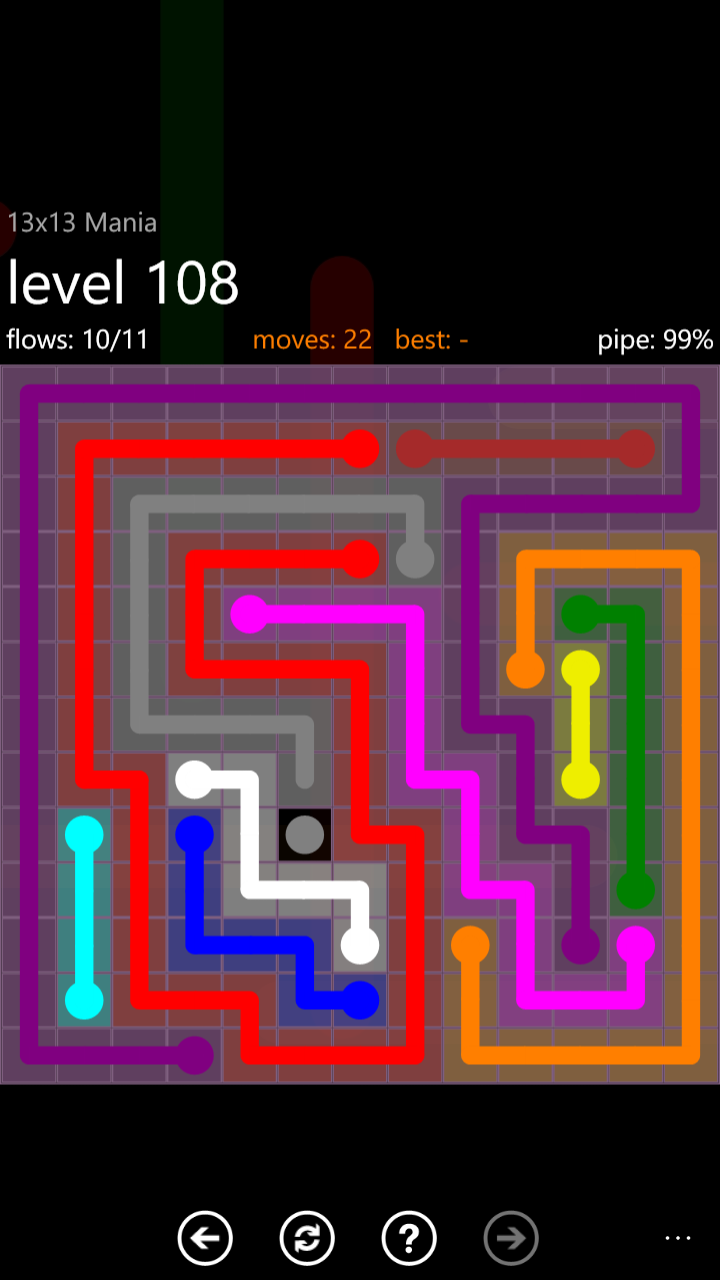 13x13 Mania
level 108
flows: 10/11 moves: 22 best: - pipe: 99%
?
...